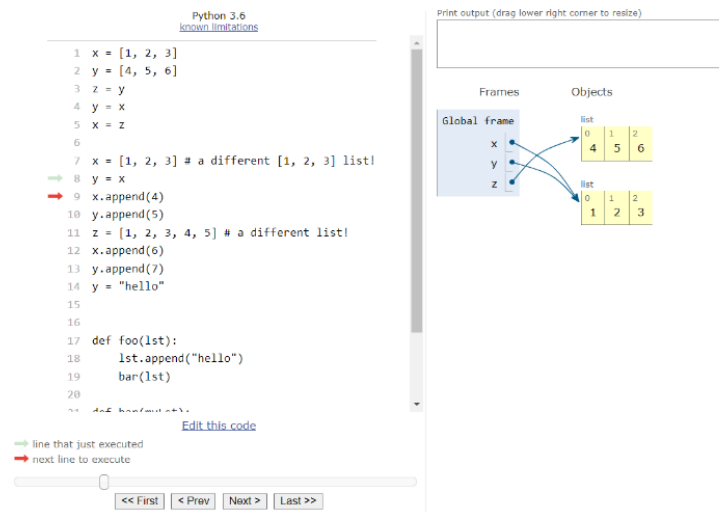 Python 3.6
known limitations
1 x = [1, 2, 3]
2 y = [4, 5, 6]
3 z = y
4 y = x
5 x = z
6
7 x = [1, 2, 3] # a different [1, 2, 3] list!
8 y = x
9 x.append(4)
10 y.append(5)
11 z = [1, 2, 3, 4, 5] # a different list!
12 x.append(6)
13 y.append(7)
14 y = "hello"
15
16
17 def foo(lst):
18 lst.append("hello")
19 bar(lst)
20
Edit this code
line that just executed
next line to execute
<< First < Prev Next > Last >>
Print output (drag lower right corner to resize)
Frames Objects
Global frame
x
y
z
list
0 1 2
4 5 6
list
0 1 2
1 2 3